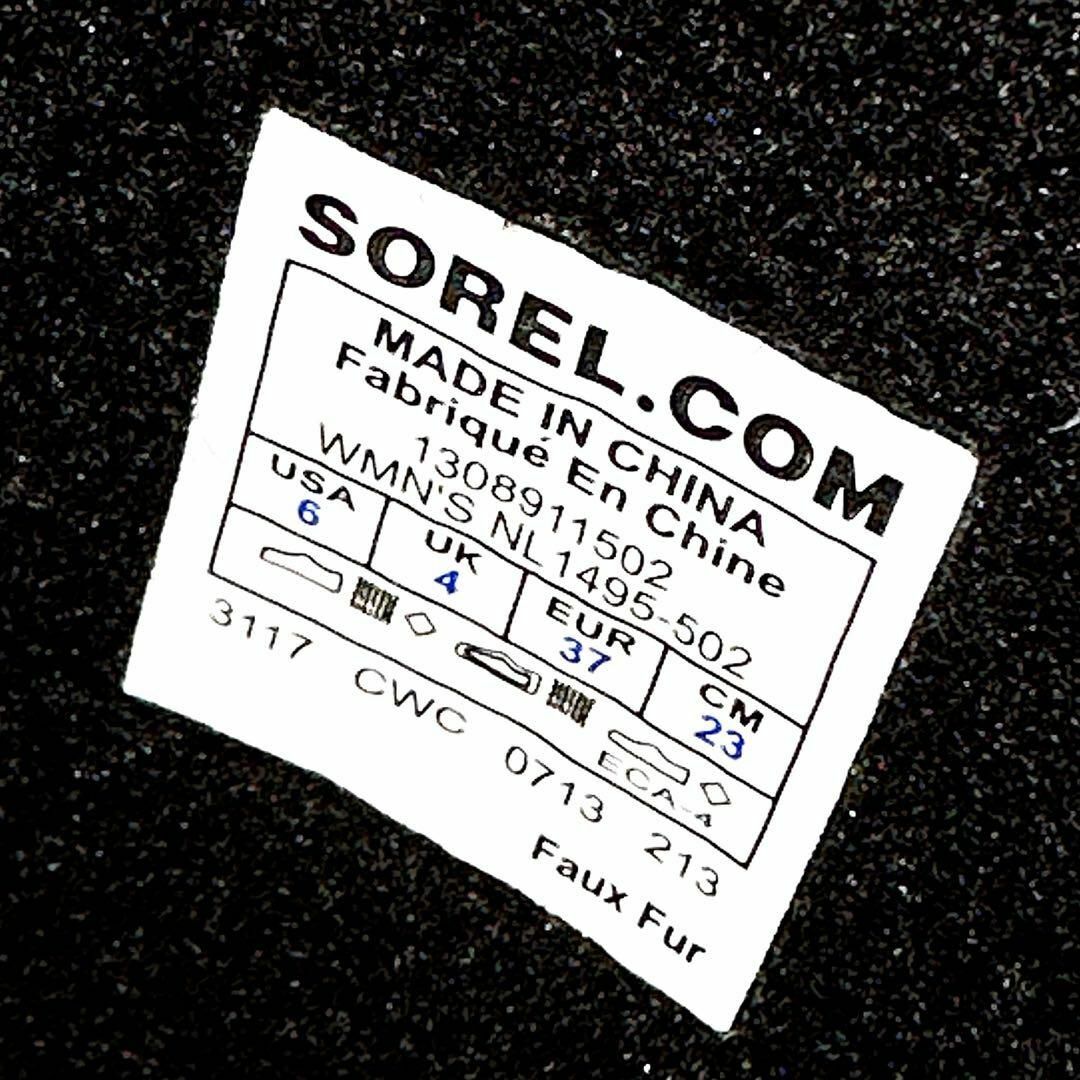 SOREL.COM
MADE IN CHINA
Fabriqué En Chine
1308911502
WMN'S NL1495-502
USA UK EUR CM
6 4 37 23
ECA-4
3117 CWC 0713 213
Faux Fur